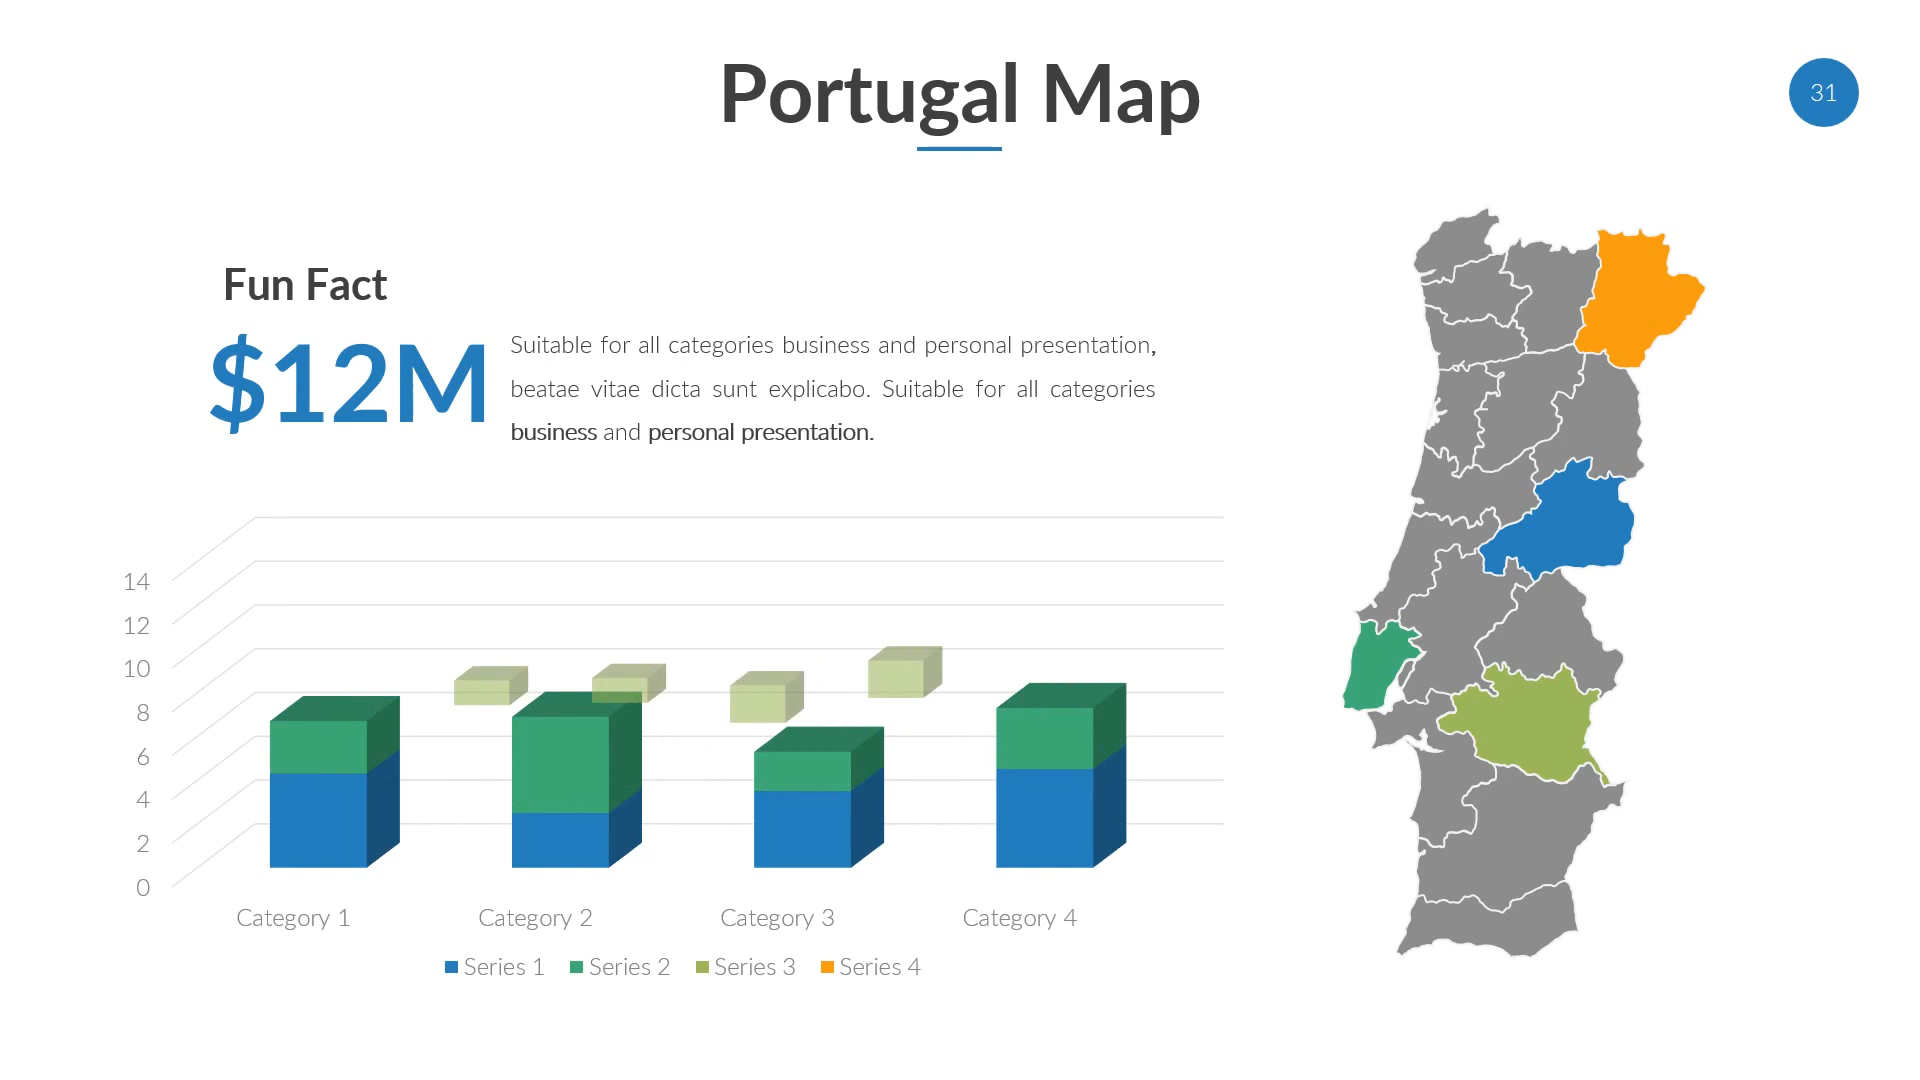 Portugal Map
31
Fun Fact
$12M
Suitable for all categories business and personal presentation,
beatae vitae dicta sunt explicabo. Suitable for all categories
business and personal presentation.
14
12
10
8
6
4
2
0
Category 1 Category 2 Category 3 Category 4
Series 1 Series 2 Series 3 Series 4